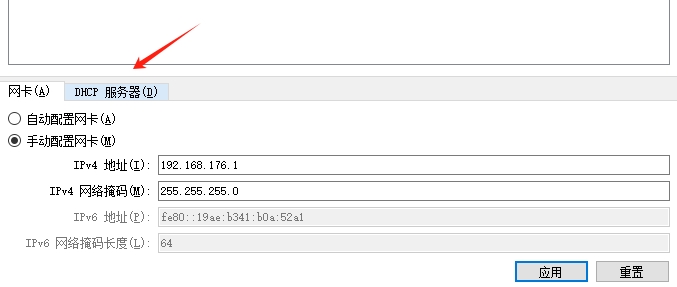 网卡(A) DHCP 服务器(D)
自动配置网卡(A)
手动配置网卡(M)
IPv4 地址(I): 192.168.176.1
IPv4 网络掩码(M): 255.255.255.0
IPv6 地址(P): fe80::19ae:b341:b0a:52a1
IPv6 网络掩码长度(L): 64
应用 重置